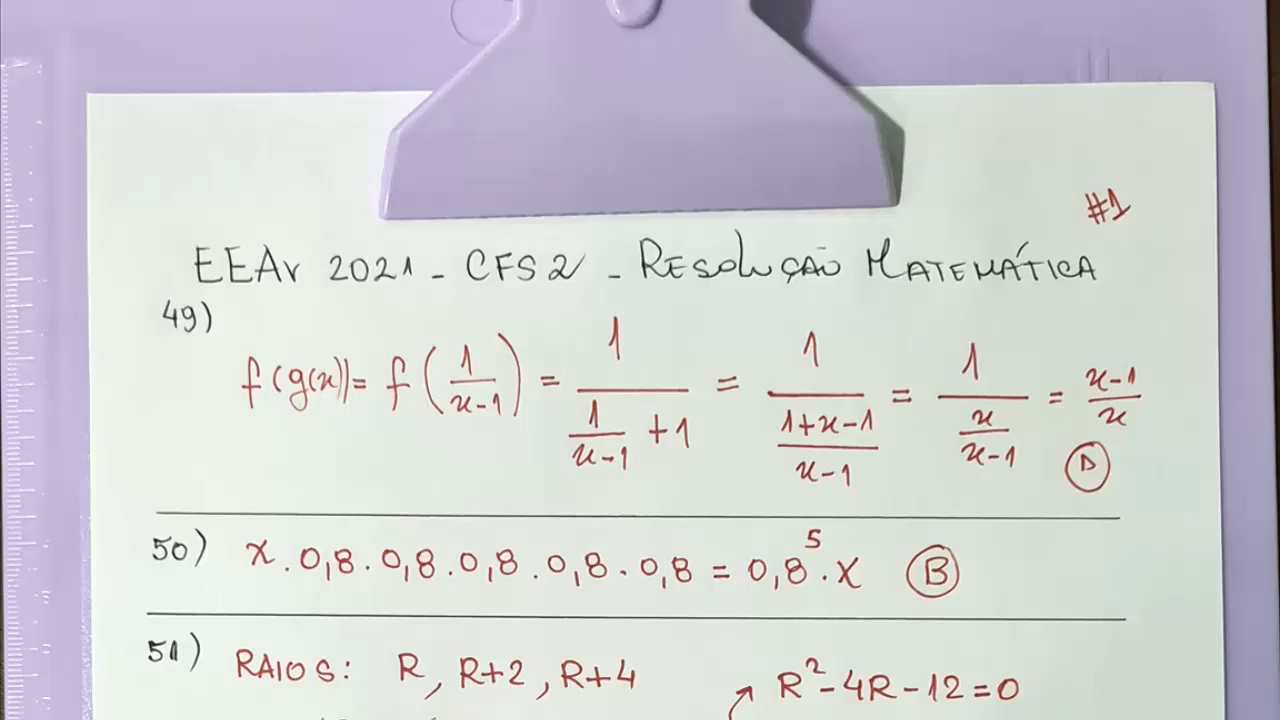 #1
EEAr 2021 - CFS2 - RESOLUÇÃO MATEMÁTICA
49)
f(g(x))= f(1/(x-1)) = 1/(1/(x-1) +1) = 1/((1+x-1)/(x-1)) = 1/(x/(x-1)) = (x-1)/x
D
50) X.0,8.0,8.0,8.0,8.0,8 = 0,8⁵.X B
51) RAIOS: R, R+2, R+4 R²-4R-12=0